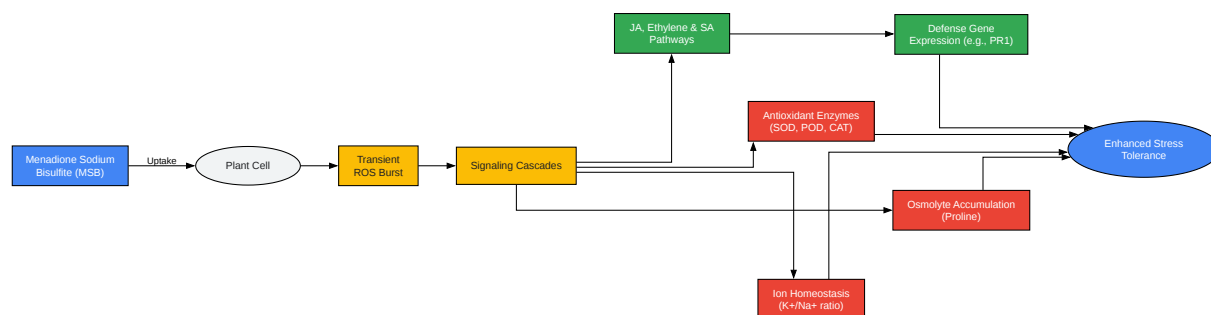 JA, Ethylene & SA
Pathways
Defense Gene
Expression (e.g., PR1)
Antioxidant Enzymes
(SOD, POD, CAT)
Menadione Sodium
Bisulfite (MSB)
Uptake
Plant Cell
Transient
ROS Burst
Signaling Cascades
Enhanced Stress
Tolerance
Osmolyte Accumulation
(Proline)
Ion Homeostasis
(K+/Na+ ratio)